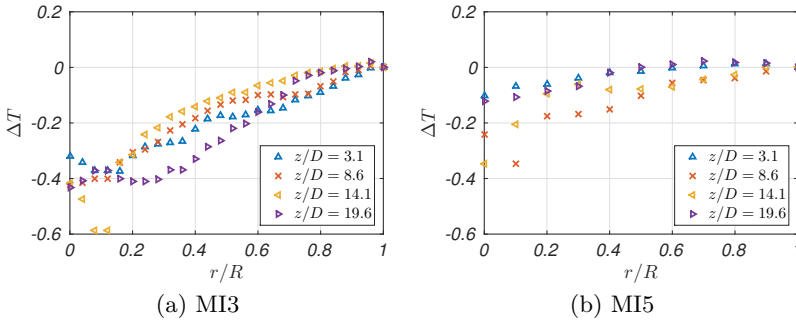 0.2
0
-0.2
-0.4
-0.6
ΔT
z/D = 3.1
z/D = 8.6
z/D = 14.1
z/D = 19.6
0 0.2 0.4 0.6 0.8 1
r/R
(a) MI3
0.2
0
-0.2
-0.4
-0.6
ΔT
z/D = 3.1
z/D = 8.6
z/D = 14.1
z/D = 19.6
0 0.2 0.4 0.6 0.8 1
r/R
(b) MI5